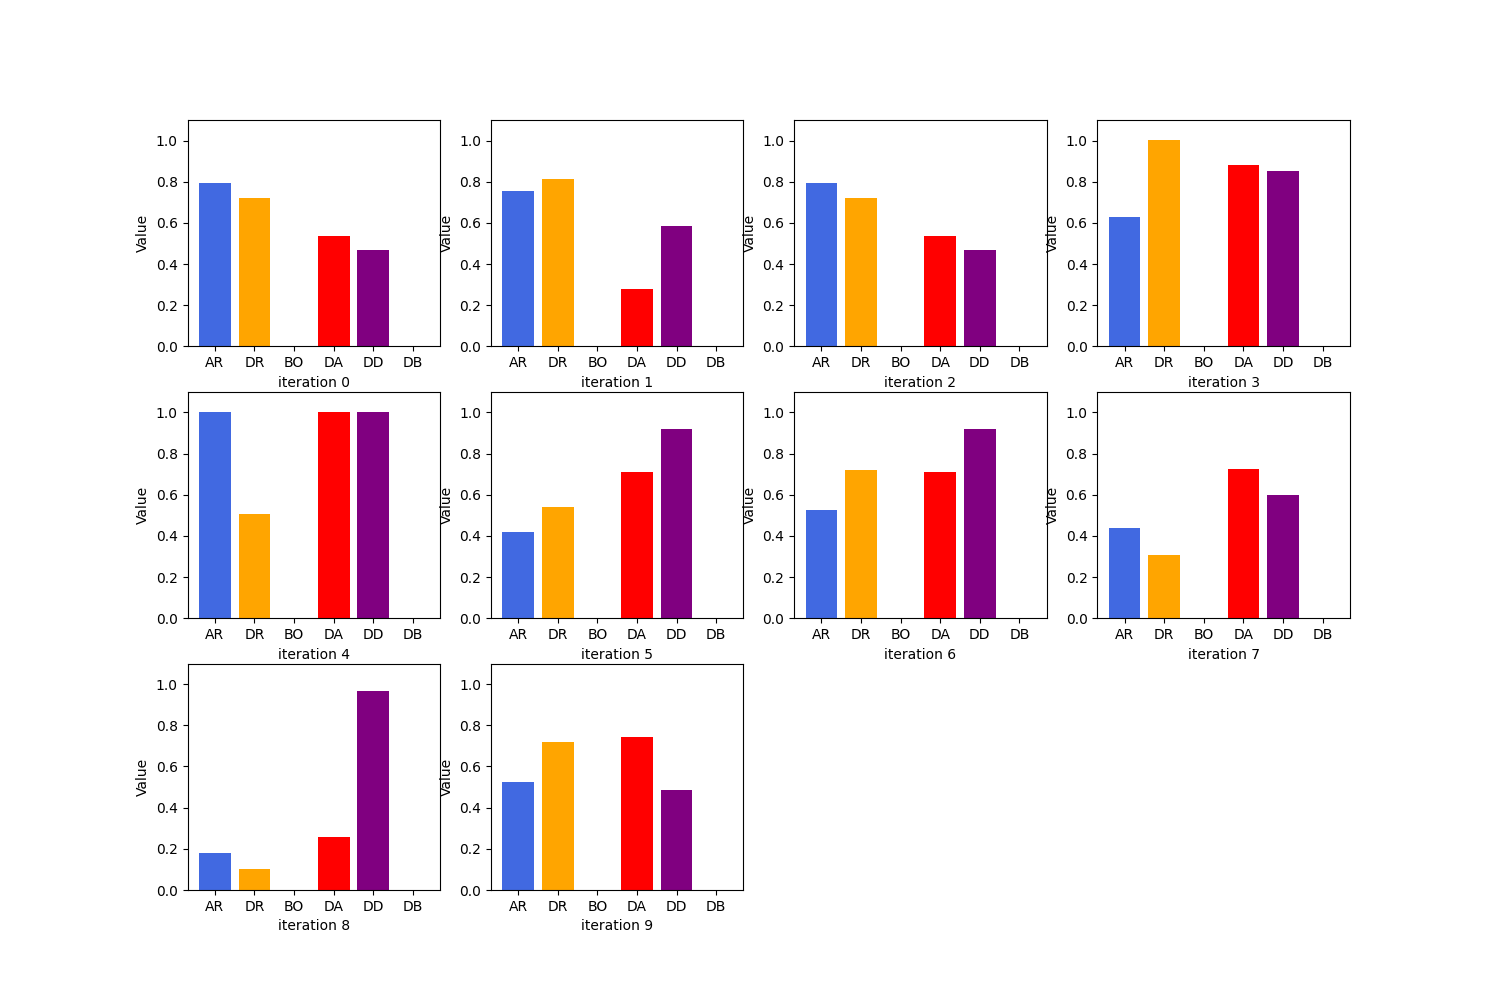 1.0 1.0 1.0 1.0
0.8 0.8 0.8 0.8
0.6 0.6 0.6 0.6
Value Value Value Value
0.4 0.4 0.4 0.4
0.2 0.2 0.2 0.2
0.0 0.0 0.0 0.0
AR DR BO DA DD DB AR DR BO DA DD DB AR DR BO DA DD DB AR DR BO DA DD DB
iteration 0 iteration 1 iteration 2 iteration 3
1.0 1.0 1.0 1.0
0.8 0.8 0.8 0.8
0.6 0.6 0.6 0.6
Value Value Value Value
0.4 0.4 0.4 0.4
0.2 0.2 0.2 0.2
0.0 0.0 0.0 0.0
AR DR BO DA DD DB AR DR BO DA DD DB AR DR BO DA DD DB AR DR BO DA DD DB
iteration 4 iteration 5 iteration 6 iteration 7
1.0 1.0
0.8 0.8
0.6 0.6
Value Value
0.4 0.4
0.2 0.2
0.0 0.0
AR DR BO DA DD DB AR DR BO DA DD DB
iteration 8 iteration 9